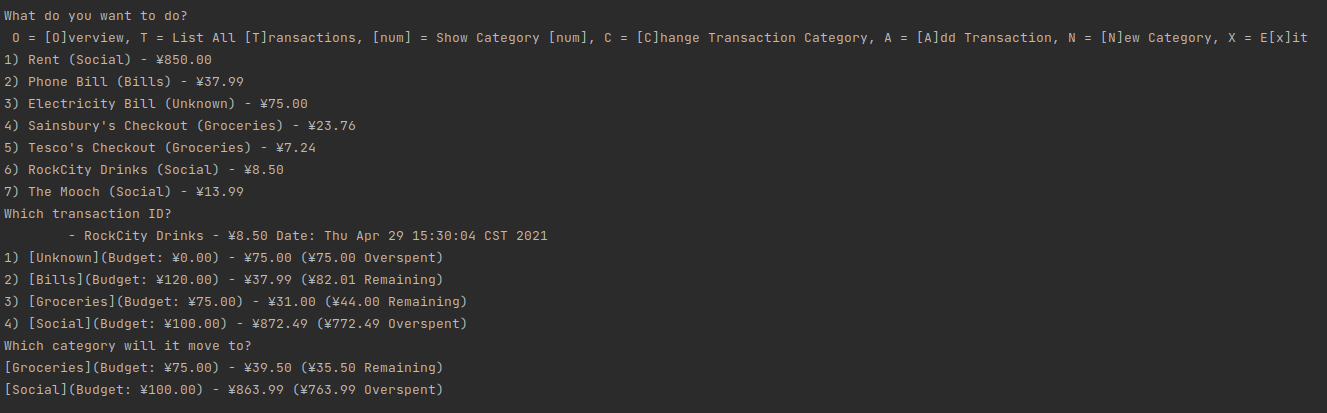 What do you want to do?
O = [O]verview, T = List All [T]ransactions, [num] = Show Category [num], C = [C]hange Transaction Category, A = [A]dd Transaction, N = [N]ew Category, X = E[x]it
1) Rent (Social) - ¥850.00
2) Phone Bill (Bills) - ¥37.99
3) Electricity Bill (Unknown) - ¥75.00
4) Sainsbury's Checkout (Groceries) - ¥23.76
5) Tesco's Checkout (Groceries) - ¥7.24
6) RockCity Drinks (Social) - ¥8.50
7) The Mooch (Social) - ¥13.99
Which transaction ID?
- RockCity Drinks - ¥8.50 Date: Thu Apr 29 15:30:04 CST 2021
1) [Unknown](Budget: ¥0.00) - ¥75.00 (¥75.00 Overspent)
2) [Bills](Budget: ¥120.00) - ¥37.99 (¥82.01 Remaining)
3) [Groceries](Budget: ¥75.00) - ¥31.00 (¥44.00 Remaining)
4) [Social](Budget: ¥100.00) - ¥872.49 (¥772.49 Overspent)
Which category will it move to?
[Groceries](Budget: ¥75.00) - ¥39.50 (¥35.50 Remaining)
[Social](Budget: ¥100.00) - ¥863.99 (¥763.99 Overspent)